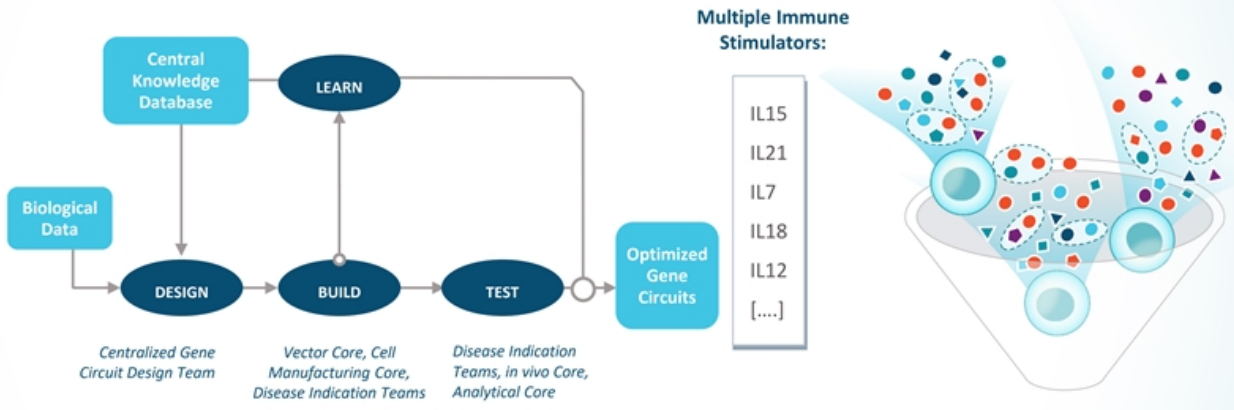 Central
Knowledge
Database
LEARN
Biological
Data
DESIGN
BUILD
TEST
Optimized
Gene
Circuits
Centralized Gene
Circuit Design Team
Vector Core, Cell
Manufacturing Core,
Disease Indication Teams
Disease Indication
Teams, in vivo Core,
Analytical Core
Multiple Immune
Stimulators:
IL15
IL21
IL7
IL18
IL12
[....]